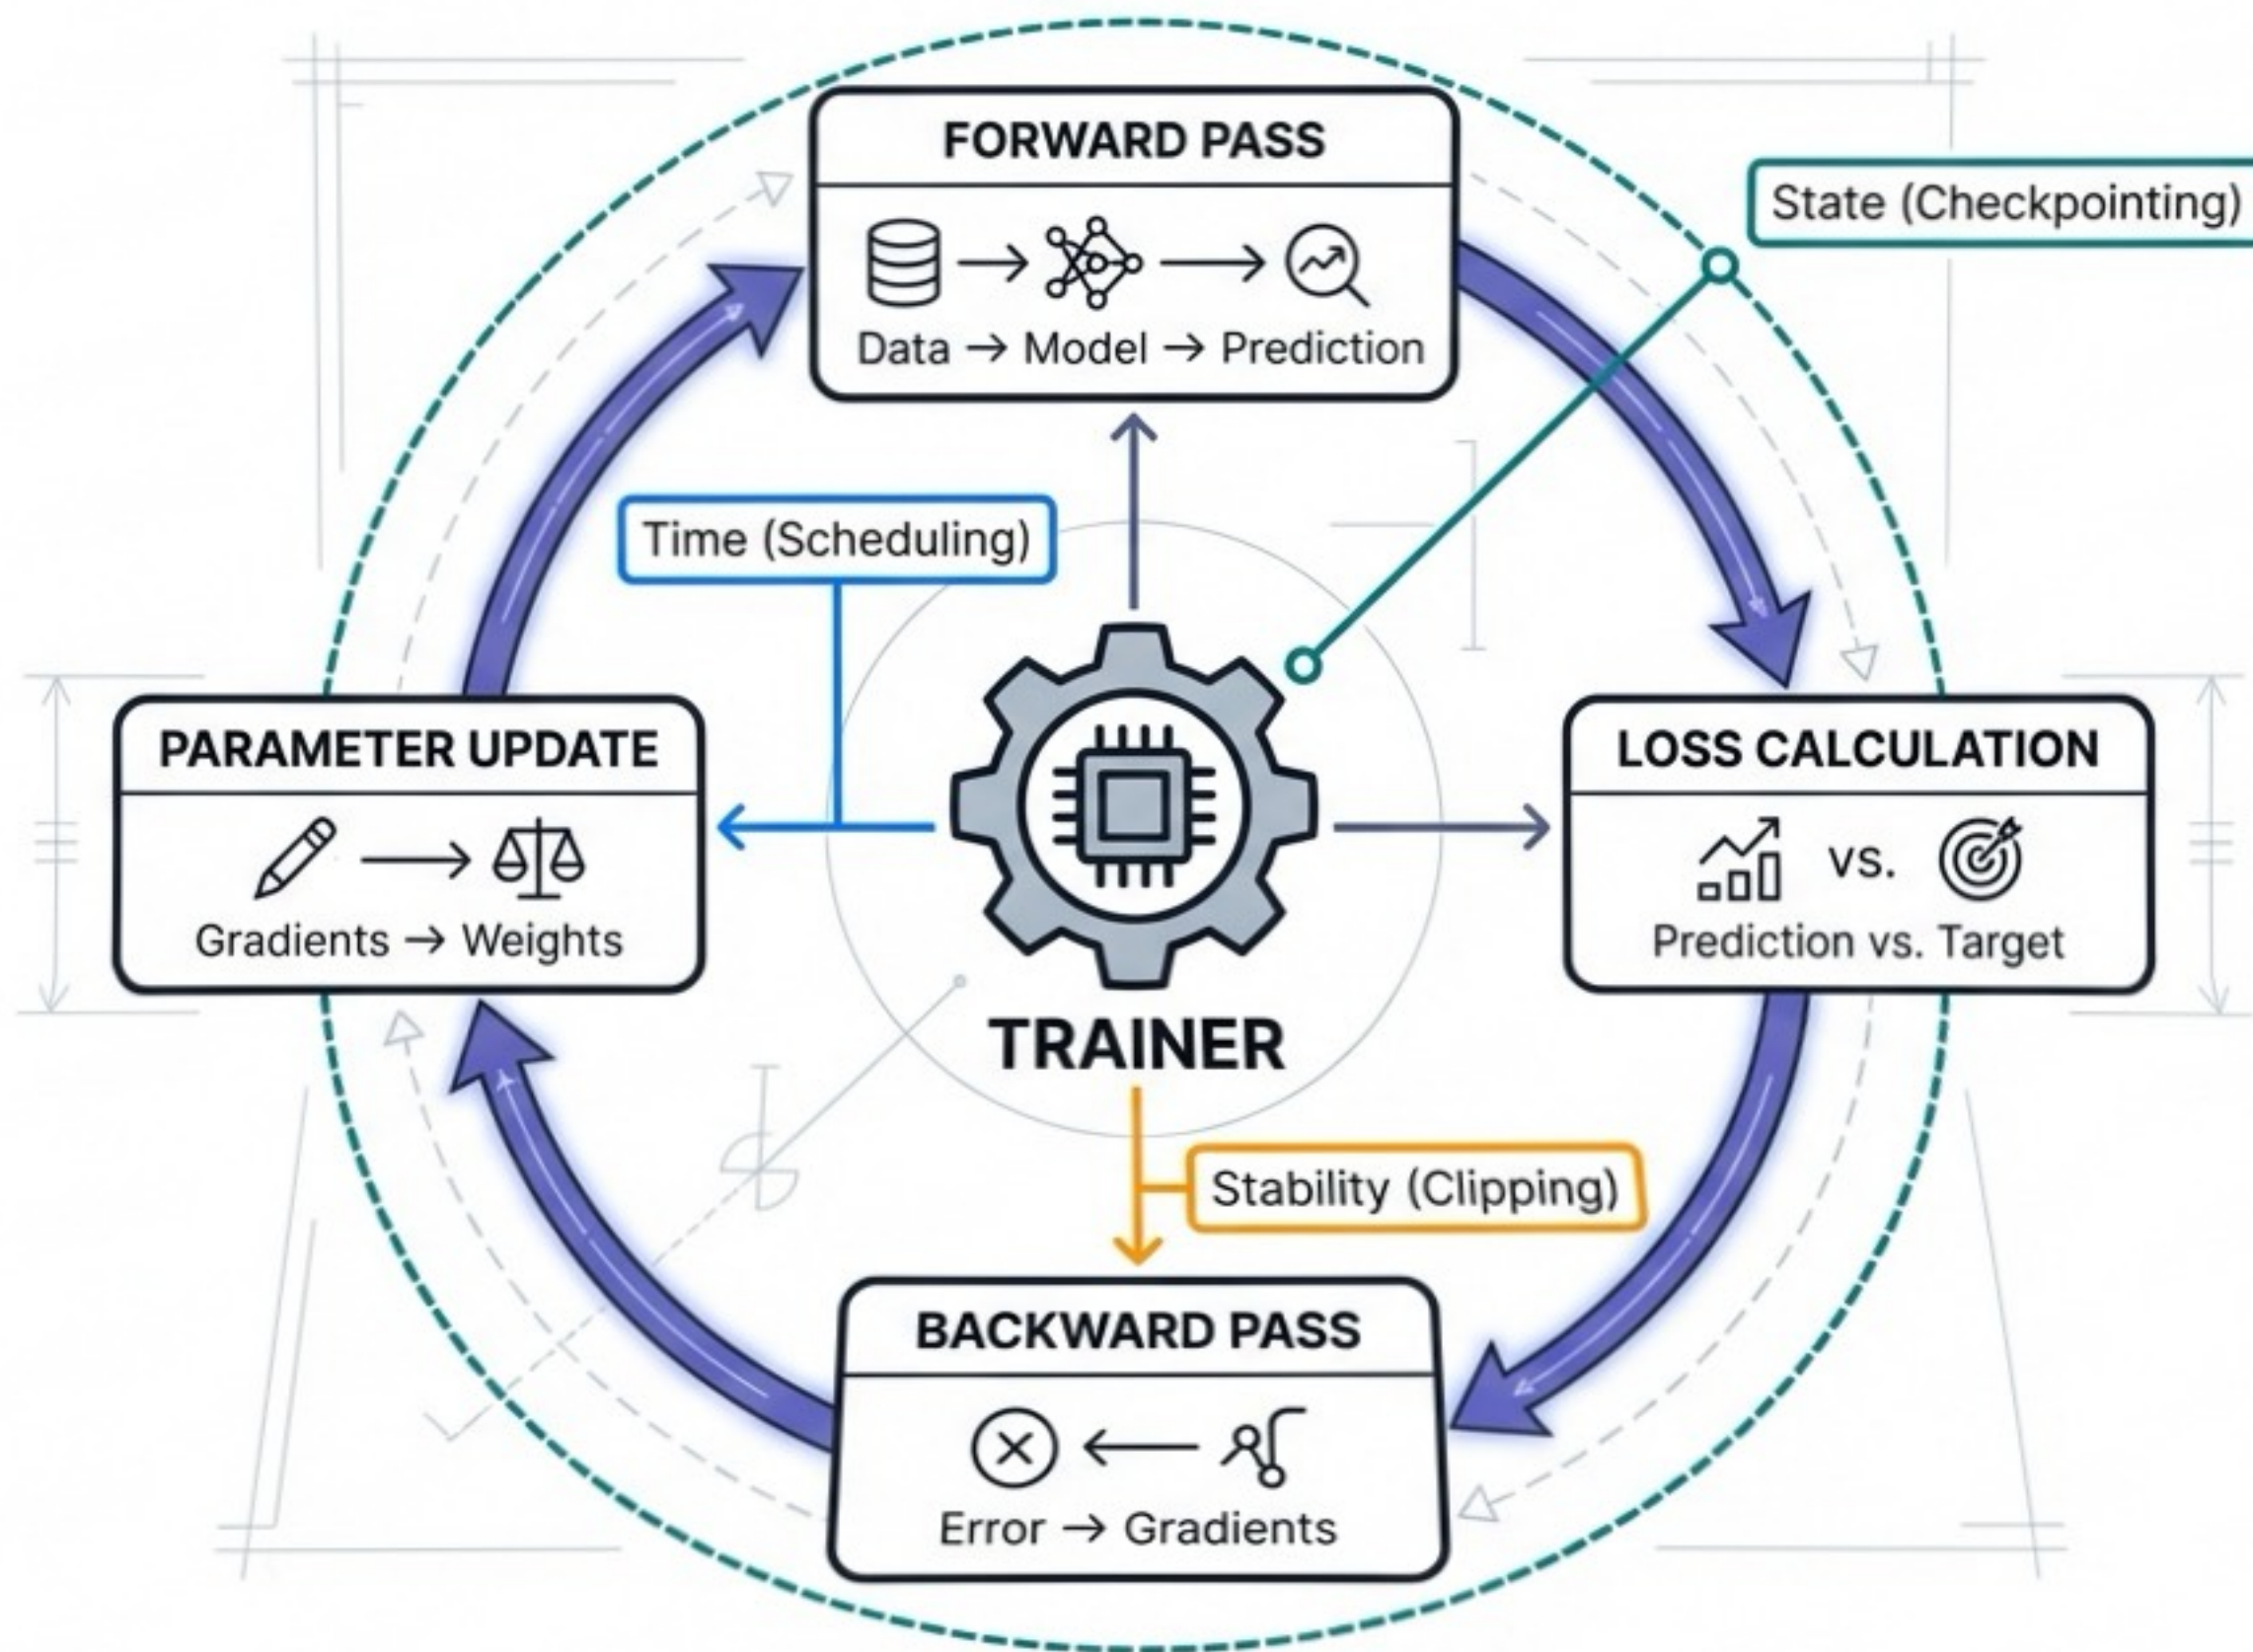 FORWARD PASS
Data → Model → Prediction
State (Checkpointing)
Time (Scheduling)
PARAMETER UPDATE
Gradients → Weights
LOSS CALCULATION
vs.
Prediction vs. Target
TRAINER
Stability (Clipping)
BACKWARD PASS
Error → Gradients